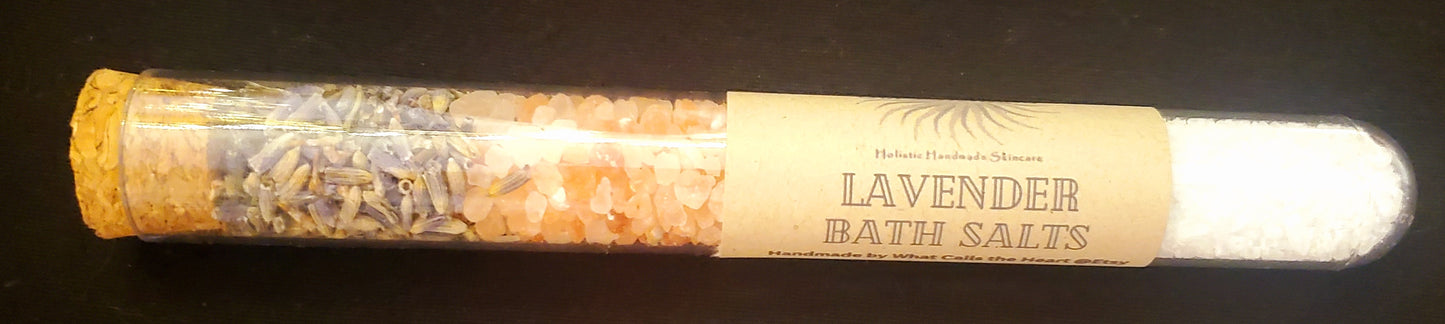 Holistic Handmade Skincare
LAVENDER
BATH SALTS
Handmade by What Calls the Heart @Etsy